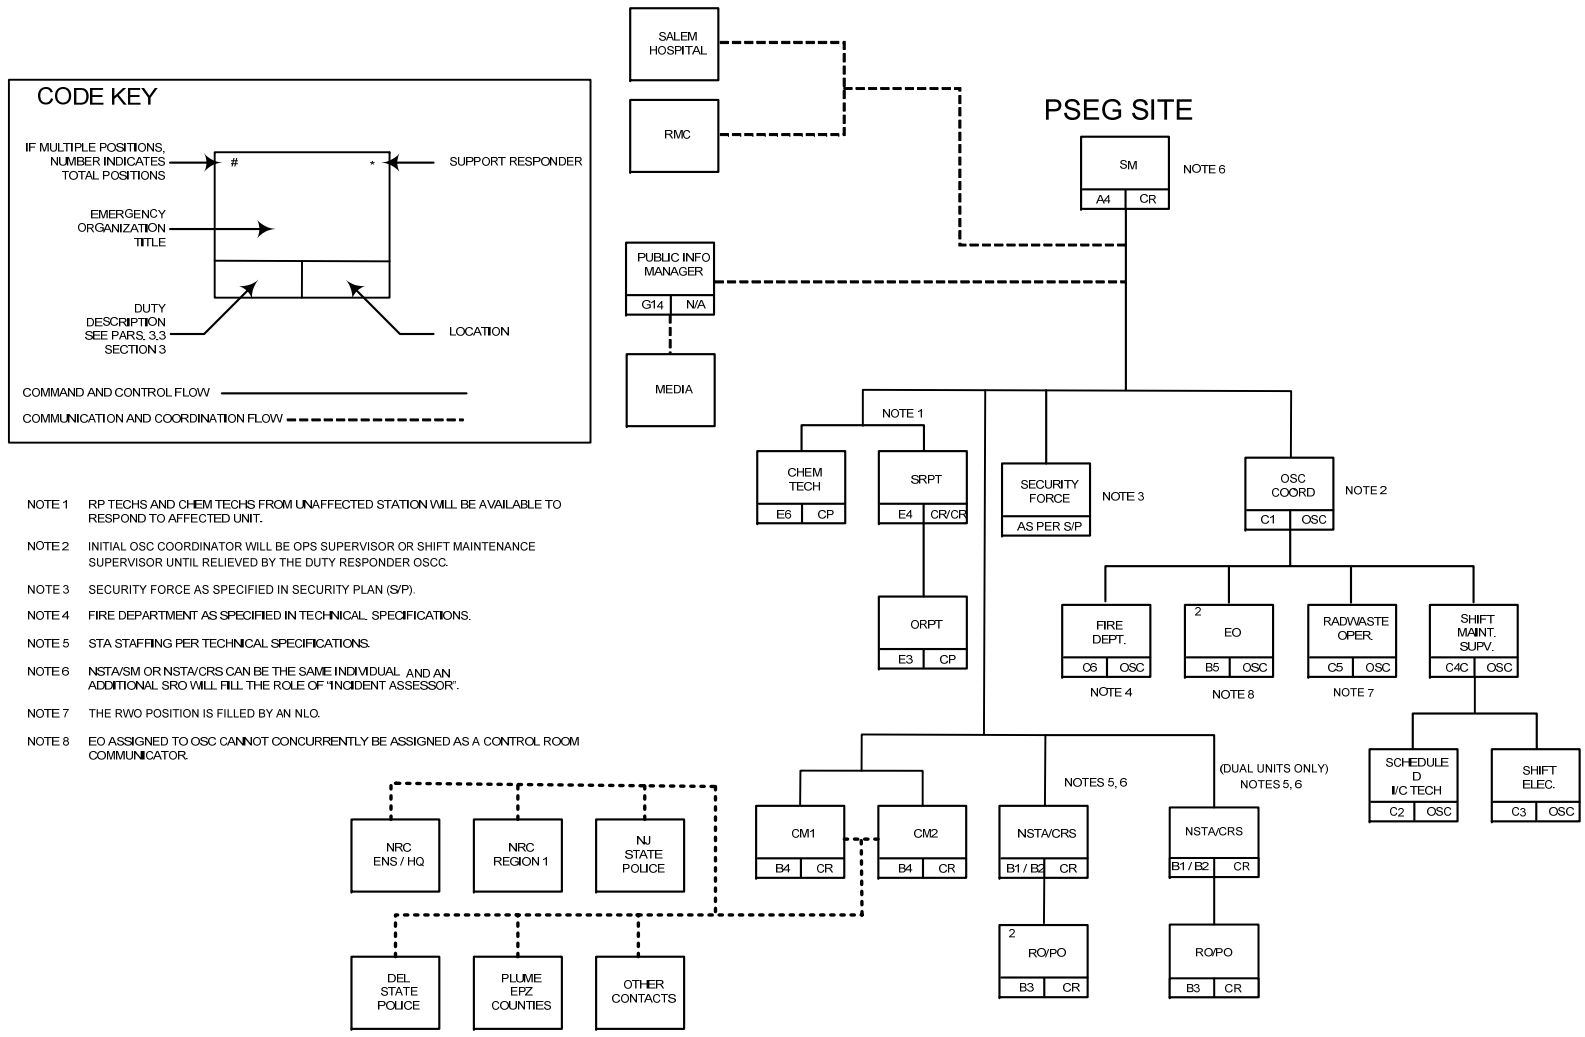 SALEM
HOSPITAL
RMC
PSEG SITE
SM
A4 CR
NOTE 6
CODE KEY
IF MULTIPLE POSITIONS,
NUMBER INDICATES
TOTAL POSITIONS
# *
SUPPORT RESPONDER
EMERGENCY
ORGANIZATION
TITLE
DUTY
DESCRIPTION
SEE PARS. 3.3
SECTION 3
LOCATION
COMMAND AND CONTROL FLOW
COMMUNICATION AND COORDINATION FLOW
PUBLIC INFO
MANAGER
G14 N/A
MEDIA
NOTE 1
CHEM
TECH
E6 CP
SRPT
E4 CR/CR
SECURITY
FORCE
AS PER S/P
NOTE 3
OSC
COORD
C1 OSC
NOTE 2
ORPT
E3 CP
FIRE
DEPT.
C6 OSC
NOTE 4
2
EO
B5 OSC
NOTE 8
RADWASTE
OPER.
C5 OSC
NOTE 7
SHIFT
MAINT.
SUPV.
C4C OSC
SCHEDULE
D
I/C TECH
C2 OSC
SHIFT
ELEC.
C3 OSC
NOTE 1 RP TECHS AND CHEM TECHS FROM UNAFFECTED STATION WILL BE AVAILABLE TO
RESPOND TO AFFECTED UNIT.
NOTE 2 INITIAL OSC COORDINATOR WILL BE OPS SUPERVISOR OR SHIFT MAINTENANCE
SUPERVISOR UNTIL RELIEVED BY THE DUTY RESPONDER OSCC.
NOTE 3 SECURITY FORCE AS SPECIFIED IN SECURITY PLAN (S/P).
NOTE 4 FIRE DEPARTMENT AS SPECIFIED IN TECHNICAL SPECIFICATIONS.
NOTE 5 STA STAFFING PER TECHNICAL SPECIFICATIONS.
NOTE 6 NSTA/SM OR NSTA/CRS CAN BE THE SAME INDIVIDUAL AND AN
ADDITIONAL SRO WILL FILL THE ROLE OF "INCIDENT ASSESSOR".
NOTE 7 THE RWO POSITION IS FILLED BY AN NLO.
NOTE 8 EO ASSIGNED TO OSC CANNOT CONCURRENTLY BE ASSIGNED AS A CONTROL ROOM
COMMUNICATOR.
NRC
ENS / HQ
NRC
REGION 1
NJ
STATE
POLICE
DEL
STATE
POLICE
PLUME
EPZ
COUNTIES
OTHER
CONTACTS
CM1
B4 CR
CM2
B4 CR
NOTES 5, 6
NSTA/CRS
B1 / B2 CR
2
RO/PO
B3 CR
(DUAL UNITS ONLY)
NOTES 5, 6
NSTA/CRS
B1 / B2 CR
RO/PO
B3 CR